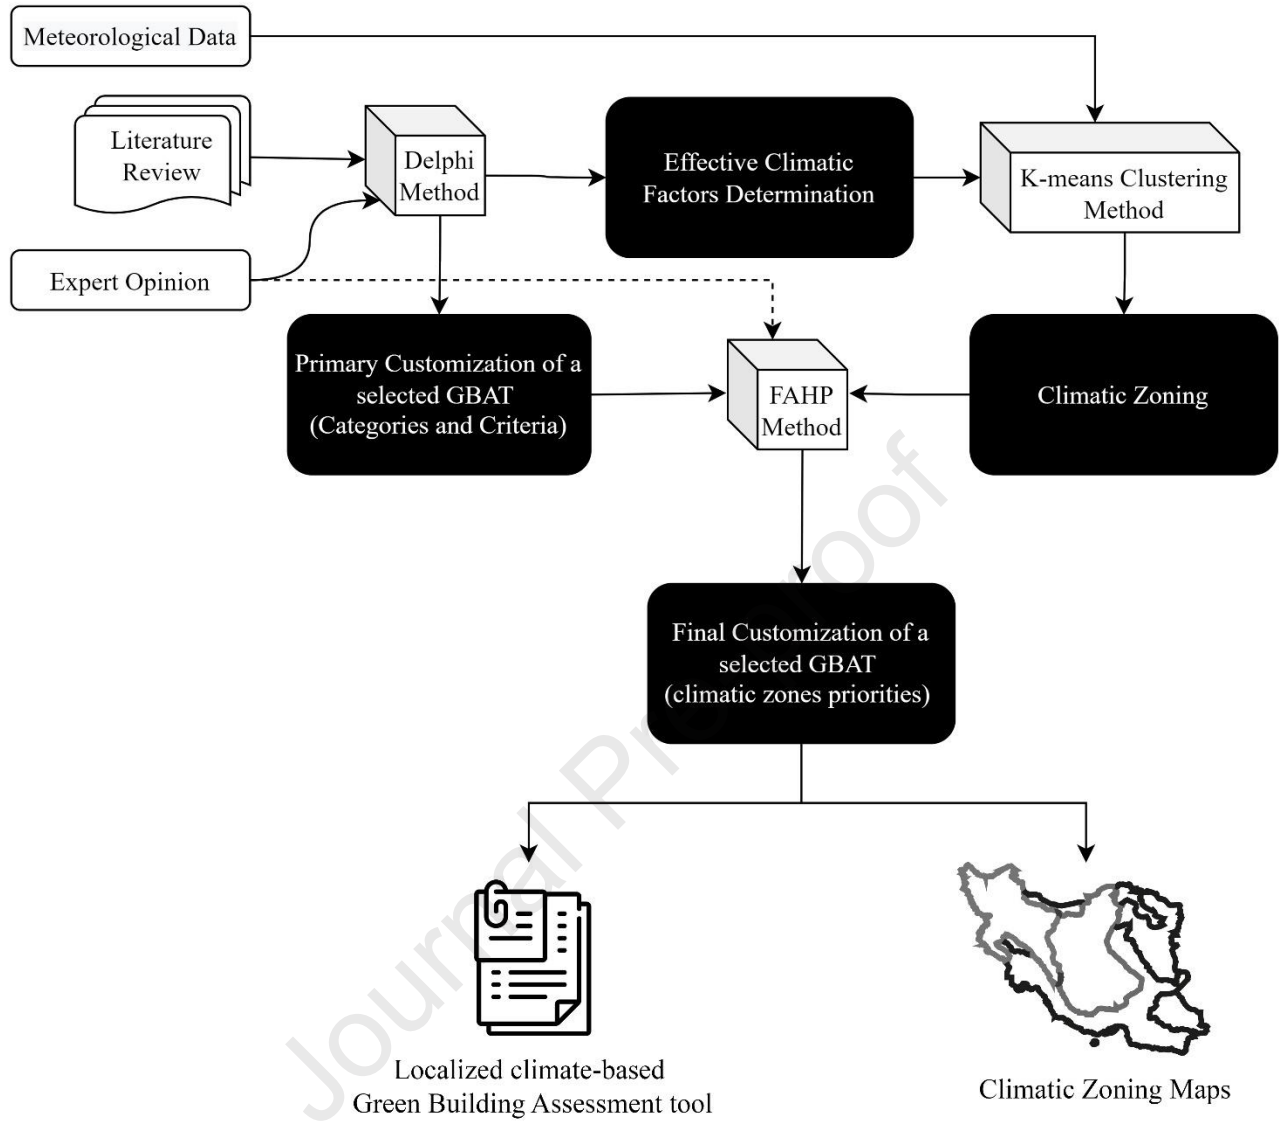 Meteorological Data
Literature
Review
Delphi
Method
Effective Climatic
Factors Determination
K-means Clustering
Method
Expert Opinion
Primary Customization of a
selected GBAT
(Categories and Criteria)
FAHP
Method
Climatic Zoning
Final Customization of a
selected GBAT
(climatic zones priorities)
Localized climate-based
Green Building Assessment tool
Climatic Zoning Maps
Journal Pre-proof